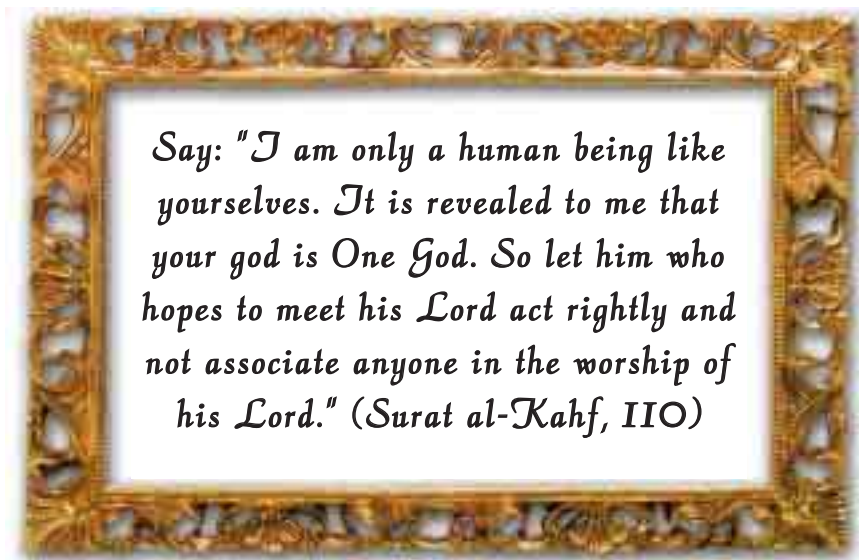 Say: "I am only a human being like
yourselves. It is revealed to me that
your god is One God. So let him who
hopes to meet his Lord act rightly and
not associate anyone in the worship of
his Lord." (Surat al-Kahf, 110)